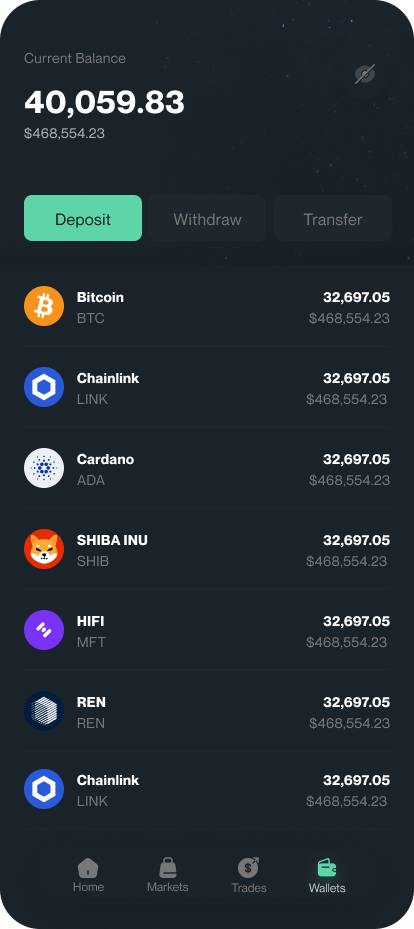 Current Balance
40,059.83
$468,554.23
Deposit Withdraw Transfer
Bitcoin 32,697.05
BTC $468,554.23
Chainlink 32,697.05
LINK $468,554.23
Cardano 32,697.05
ADA $468,554.23
SHIBA INU 32,697.05
SHIB $468,554.23
HIFI 32,697.05
MFT $468,554.23
REN 32,697.05
REN $468,554.23
Chainlink 32,697.05
LINK $468,554.23
Home Markets Trades Wallets